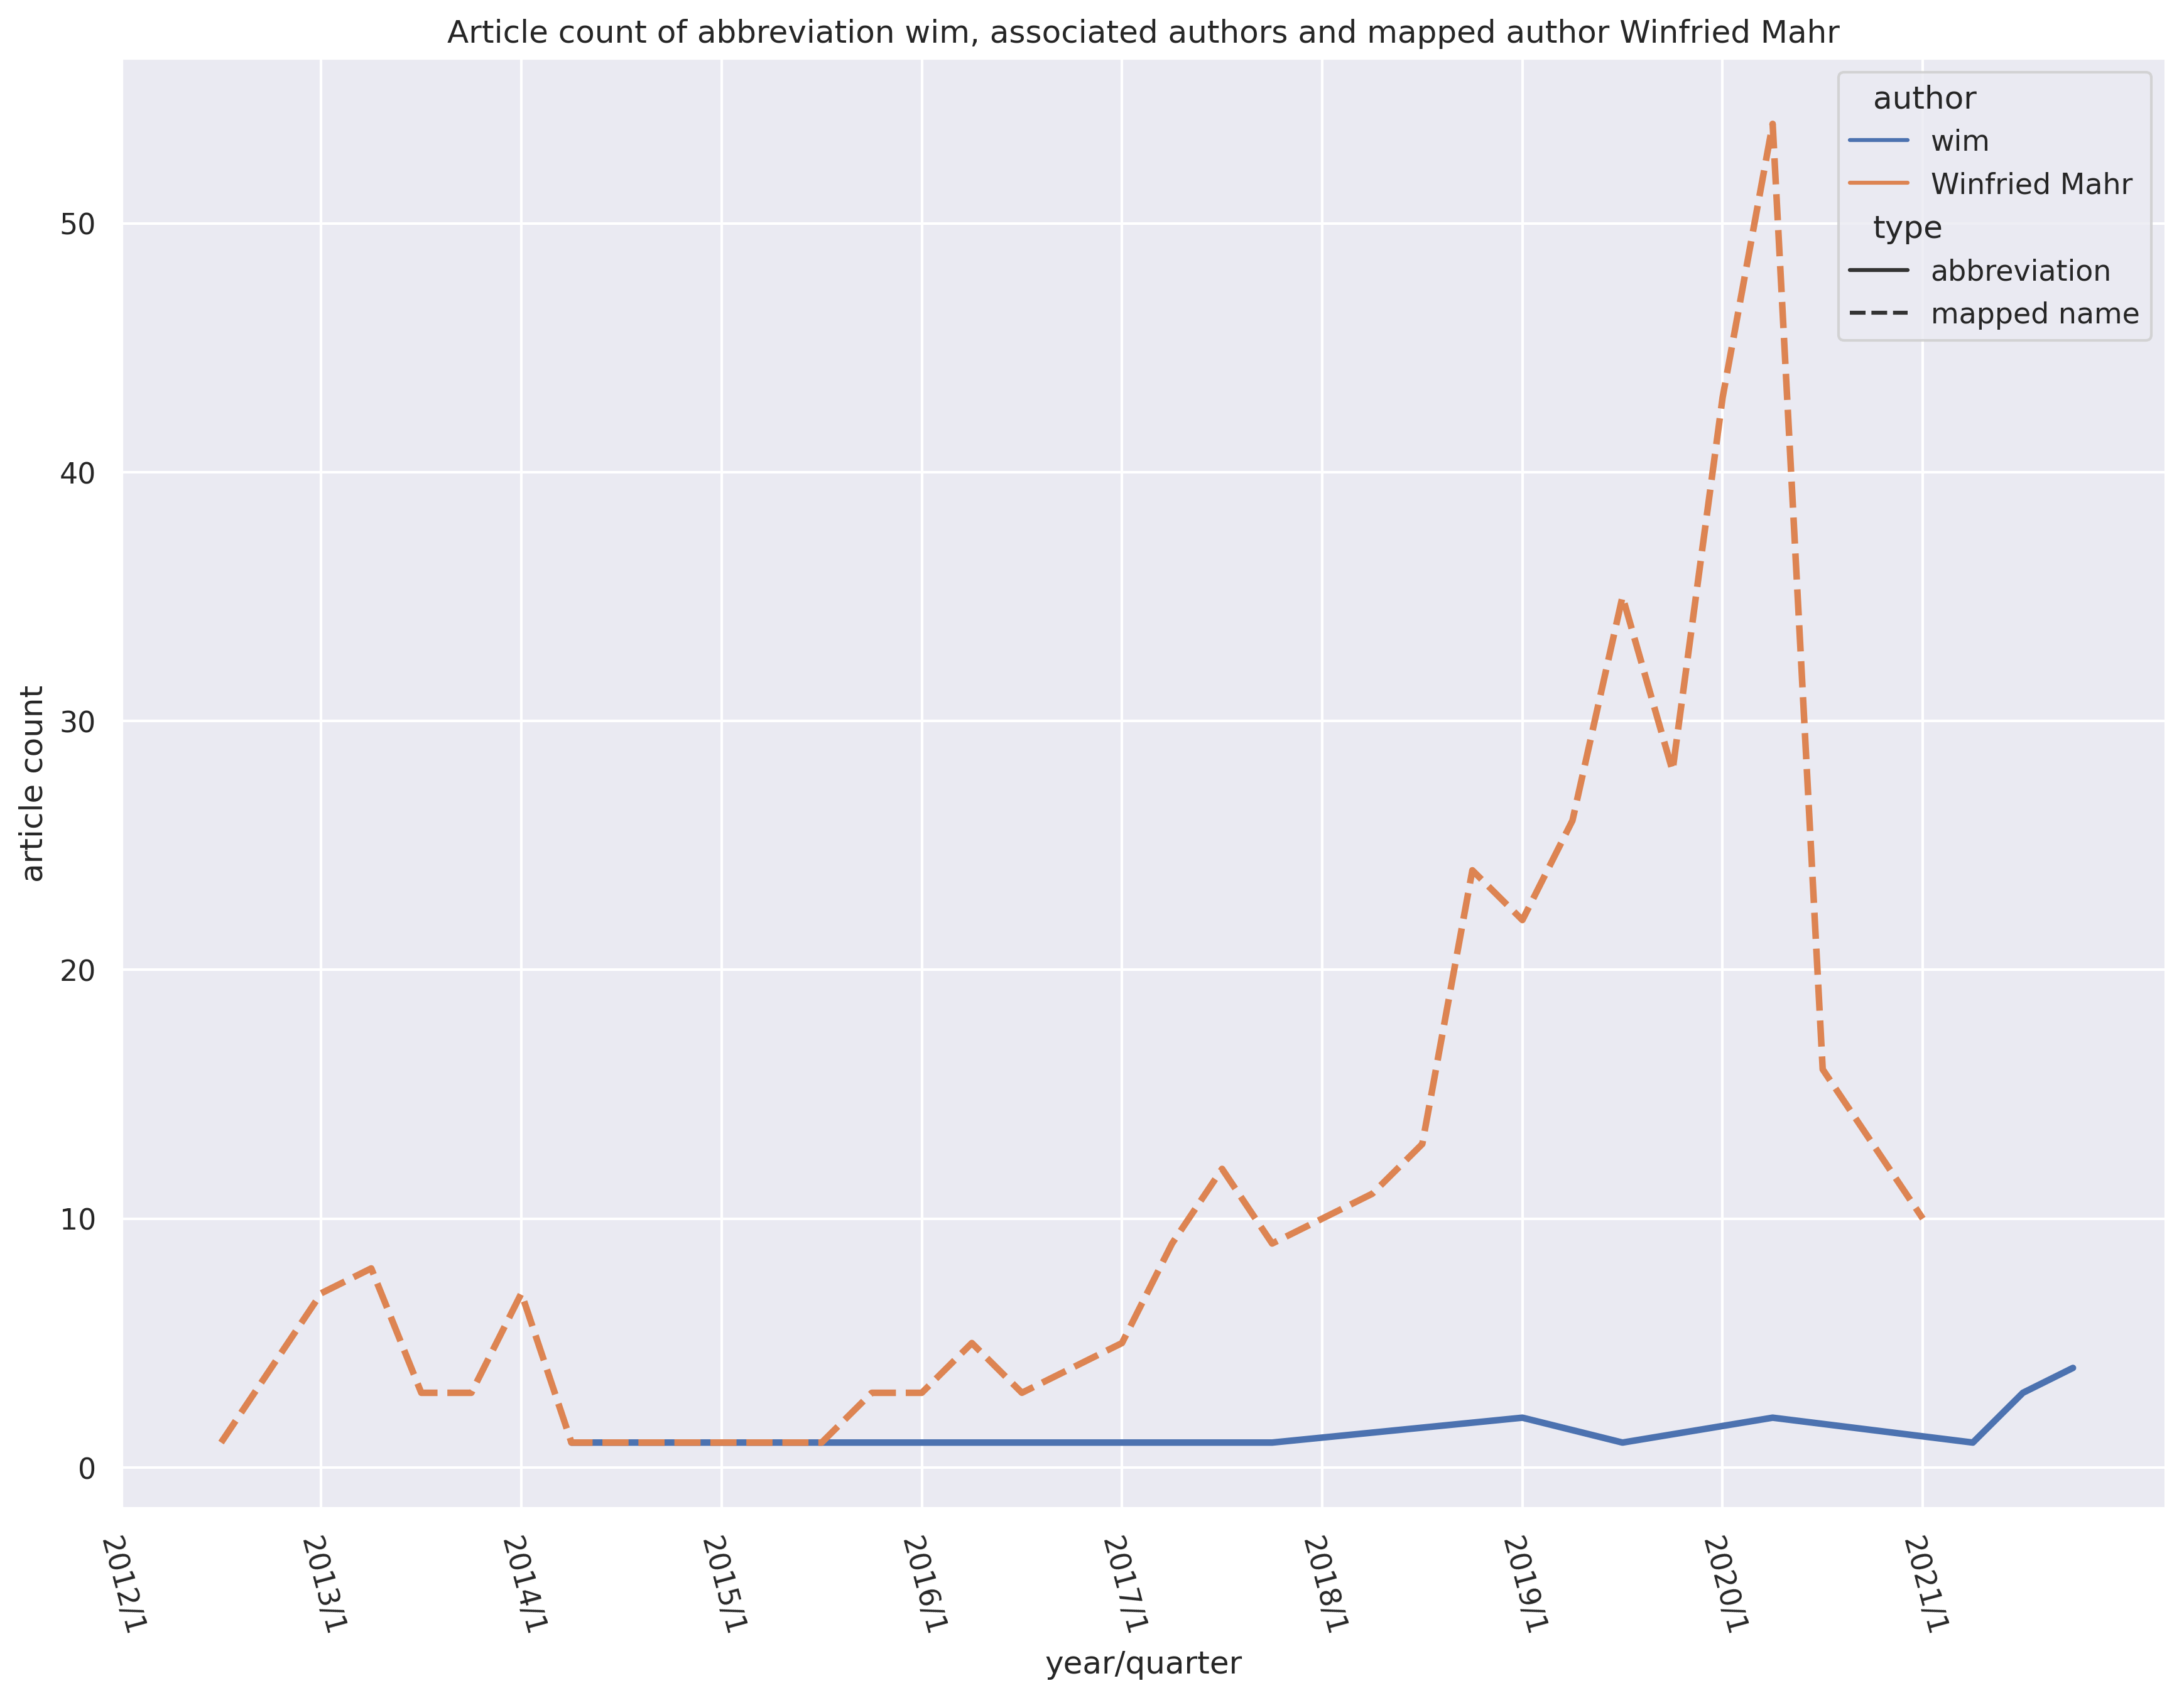 Article count of abbreviation wim, associated authors and mapped author Winfried Mahr
author
wim
Winfried Mahr
type
abbreviation
mapped name
article count
50
40
30
20
10
0
2012/1
2013/1
2014/1
2015/1
2016/1
2017/1
2018/1
2019/1
2020/1
2021/1
year/quarter